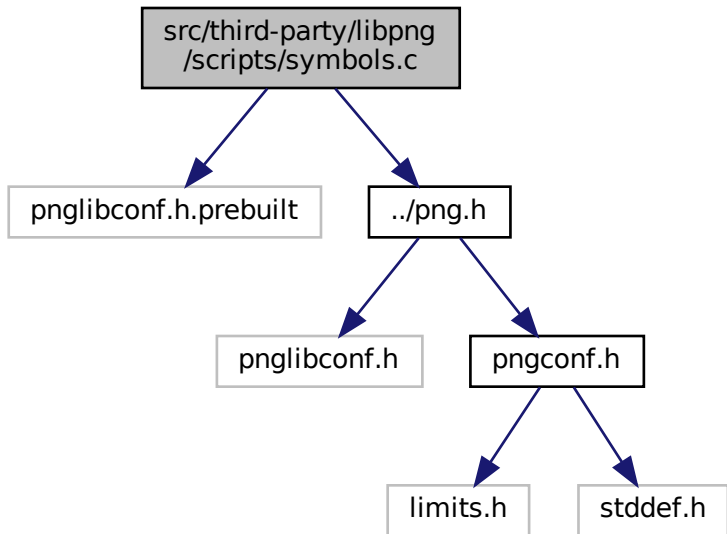 src/third-party/libpng
/scripts/symbols.c
pnglibconf.h.prebuilt
../png.h
pnglibconf.h
pngconf.h
limits.h
stddef.h